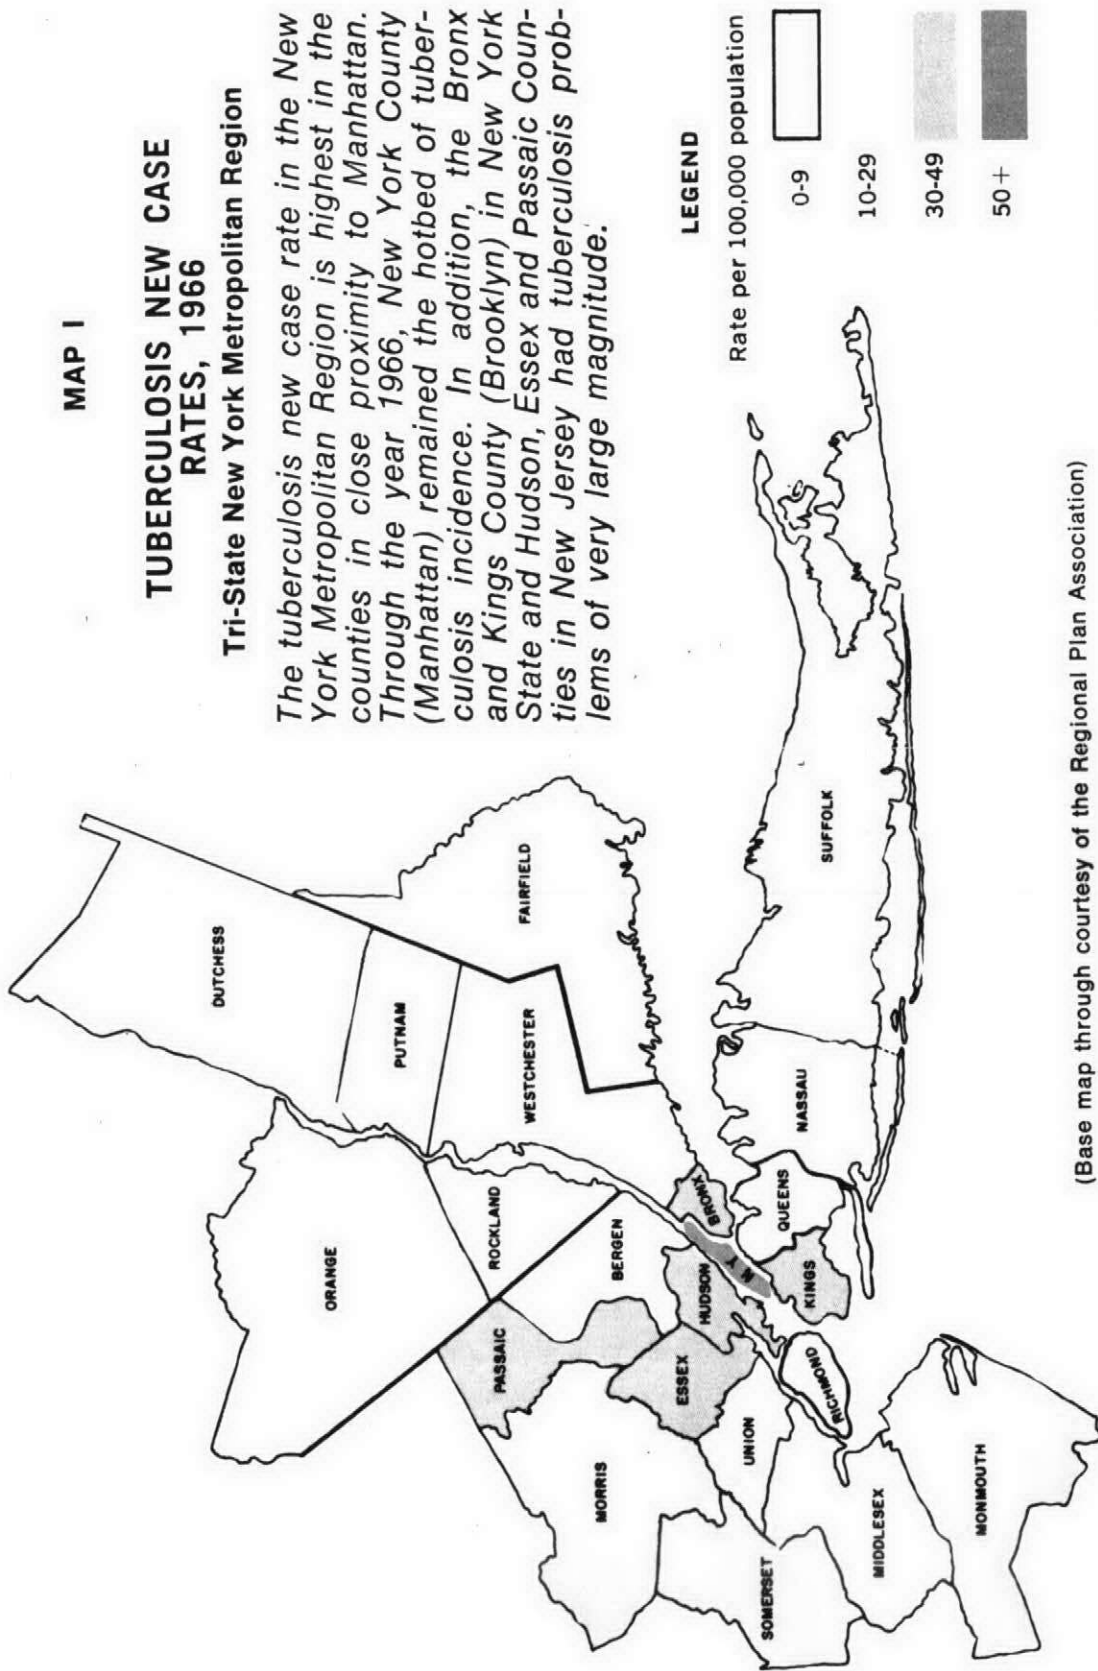 MAP I
TUBERCULOSIS NEW CASE
RATES, 1966
Tri-State New York Metropolitan Region
The tuberculosis new case rate in the New
York Metropolitan Region is highest in the
counties in close proximity to Manhattan.
Through the year 1966, New York County
(Manhattan) remained the hotbed of tuber-
culosis incidence. In addition, the Bronx
and Kings County (Brooklyn) in New York
State and Hudson, Essex and Passaic Coun-
ties in New Jersey had tuberculosis prob-
lems of very large magnitude.
LEGEND
Rate per 100,000 population
0-9
10-29
30-49
50+
DUTCHESS
ORANGE
PUTNAM
FAIRFIELD
WESTCHESTER
ROCKLAND
PASSAIC
BERGEN
MORRIS
ESSEX
HUDSON
N Y
BRONX
UNION
RICHMOND
KINGS
QUEENS
NASSAU
SUFFOLK
SOMERSET
MIDDLESEX
MONMOUTH
(Base map through courtesy of the Regional Plan Association)